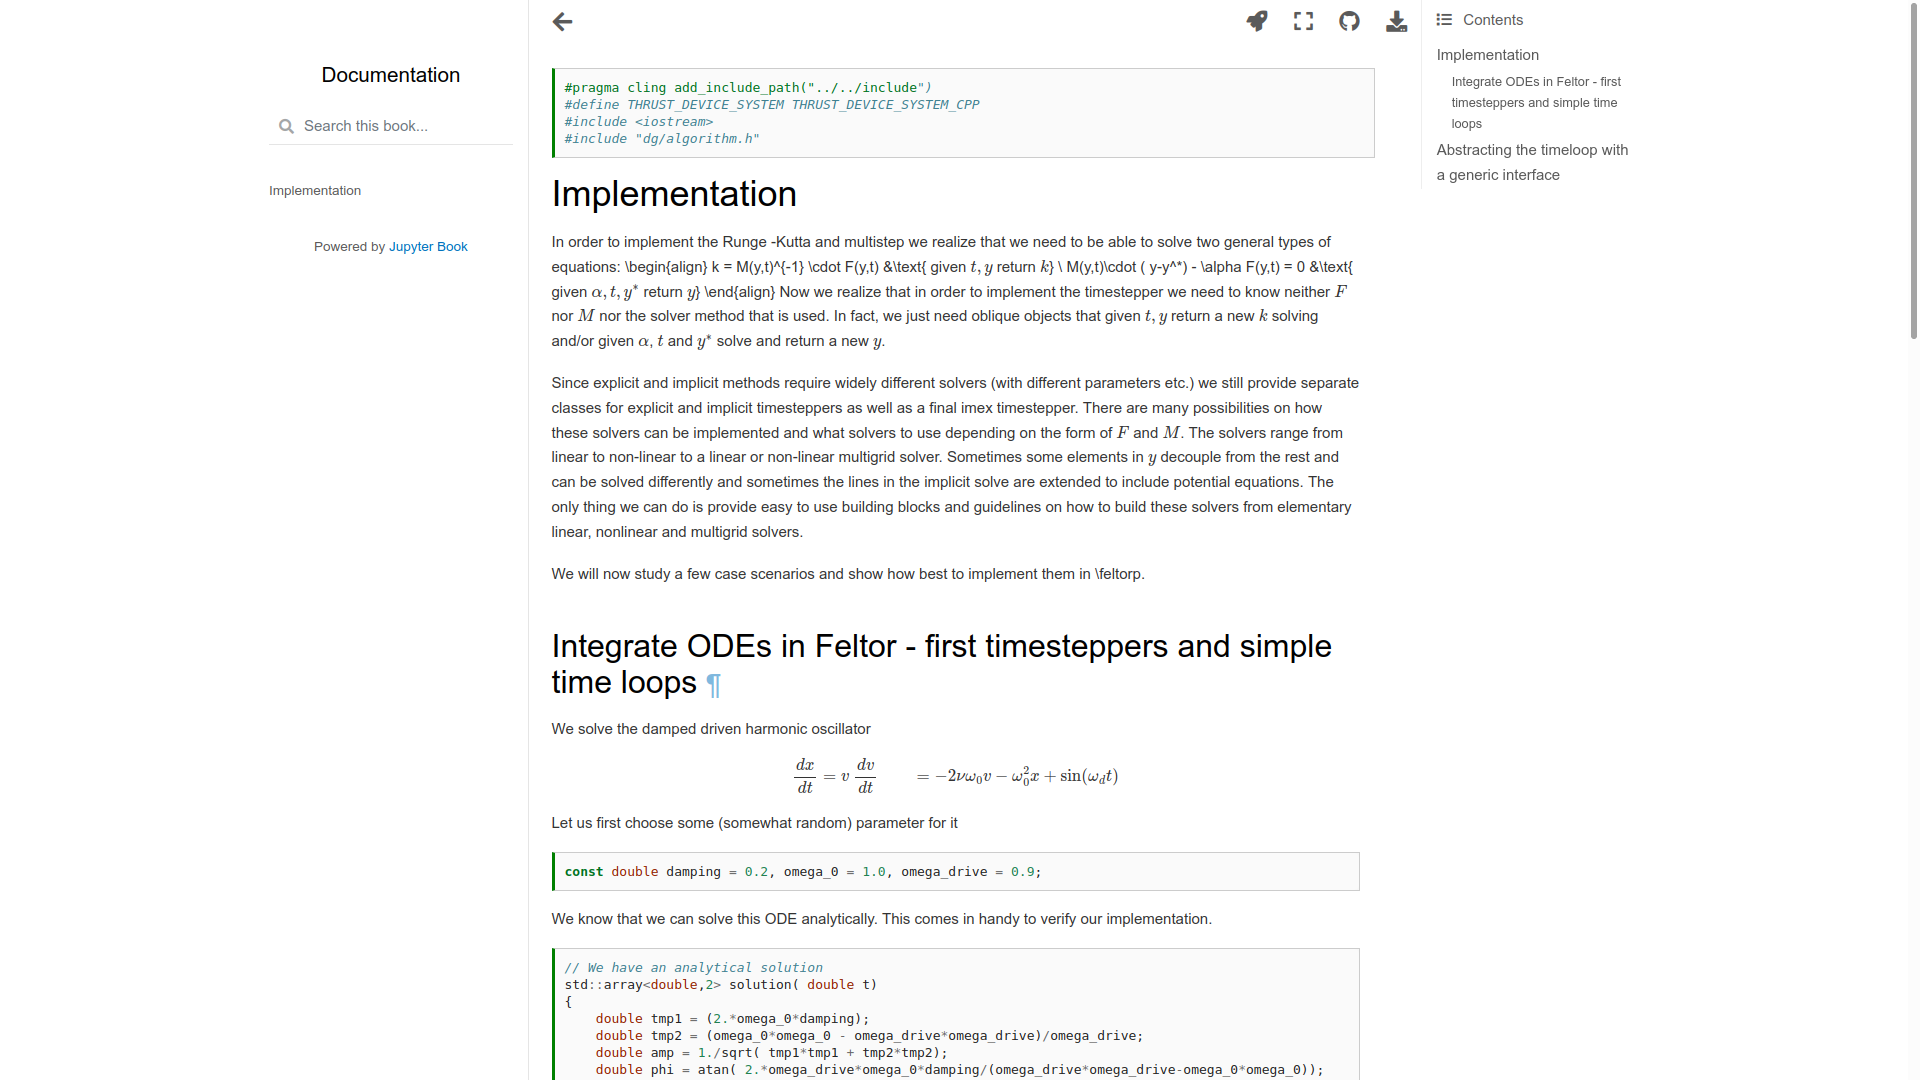 Documentation
Search this book...
Implementation
Powered by Jupyter Book
#pragma cling add_include_path("../../include")
#define THRUST_DEVICE_SYSTEM THRUST_DEVICE_SYSTEM_CPP
#include <iostream>
#include "dg/algorithm.h"
Implementation
In order to implement the Runge -Kutta and multistep we realize that we need to be able to solve two general types of
equations: \begin{align} k = M(y,t)^{-1} \cdot F(y,t) &\text{ given t, y return k} \ M(y,t)\cdot ( y-y^*) - \alpha F(y,t) = 0 &\text{
given α, t, y* return y} \end{align} Now we realize that in order to implement the timestepper we need to know neither F
nor M nor the solver method that is used. In fact, we just need oblique objects that given t, y return a new k solving
and/or given α, t and y* solve and return a new y.
Since explicit and implicit methods require widely different solvers (with different parameters etc.) we still provide separate
classes for explicit and implicit timesteppers as well as a final imex timestepper. There are many possibilities on how
these solvers can be implemented and what solvers to use depending on the form of F and M. The solvers range from
linear to non-linear to a linear or non-linear multigrid solver. Sometimes some elements in y decouple from the rest and
can be solved differently and sometimes the lines in the implicit solve are extended to include potential equations. The
only thing we can do is provide easy to use building blocks and guidelines on how to build these solvers from elementary
linear, nonlinear and multigrid solvers.
We will now study a few case scenarios and show how best to implement them in \feltorp.
Integrate ODEs in Feltor - first timesteppers and simple
time loops ¶
We solve the damped driven harmonic oscillator
dx/dt = v dv/dt = −2νω₀v − ω₀²x + sin(ω_d t)
Let us first choose some (somewhat random) parameter for it
const double damping = 0.2, omega_0 = 1.0, omega_drive = 0.9;
We know that we can solve this ODE analytically. This comes in handy to verify our implementation.
// We have an analytical solution
std::array<double,2> solution( double t)
{
    double tmp1 = (2.*omega_0*damping);
    double tmp2 = (omega_0*omega_0 - omega_drive*omega_drive)/omega_drive;
    double amp = 1./sqrt( tmp1*tmp1 + tmp2*tmp2);
    double phi = atan( 2.*omega_drive*omega_0*damping/(omega_drive*omega_drive-omega_0*omega_0));
Contents
Implementation
Integrate ODEs in Feltor - first
timesteppers and simple time
loops
Abstracting the timeloop with
a generic interface